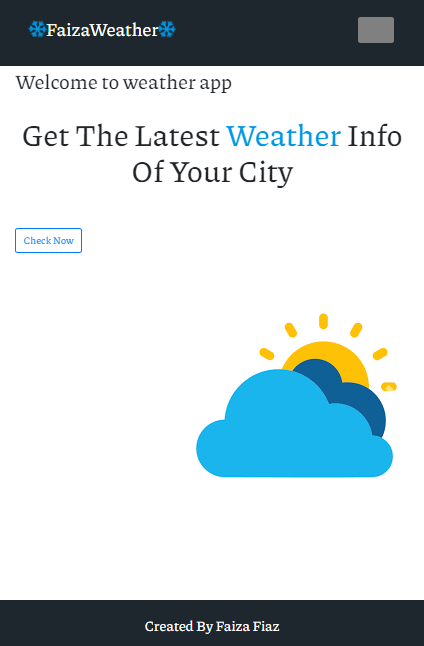 FaizaWeather
Welcome to weather app
Get The Latest Weather Info
Of Your City
Check Now
Created By Faiza Fiaz